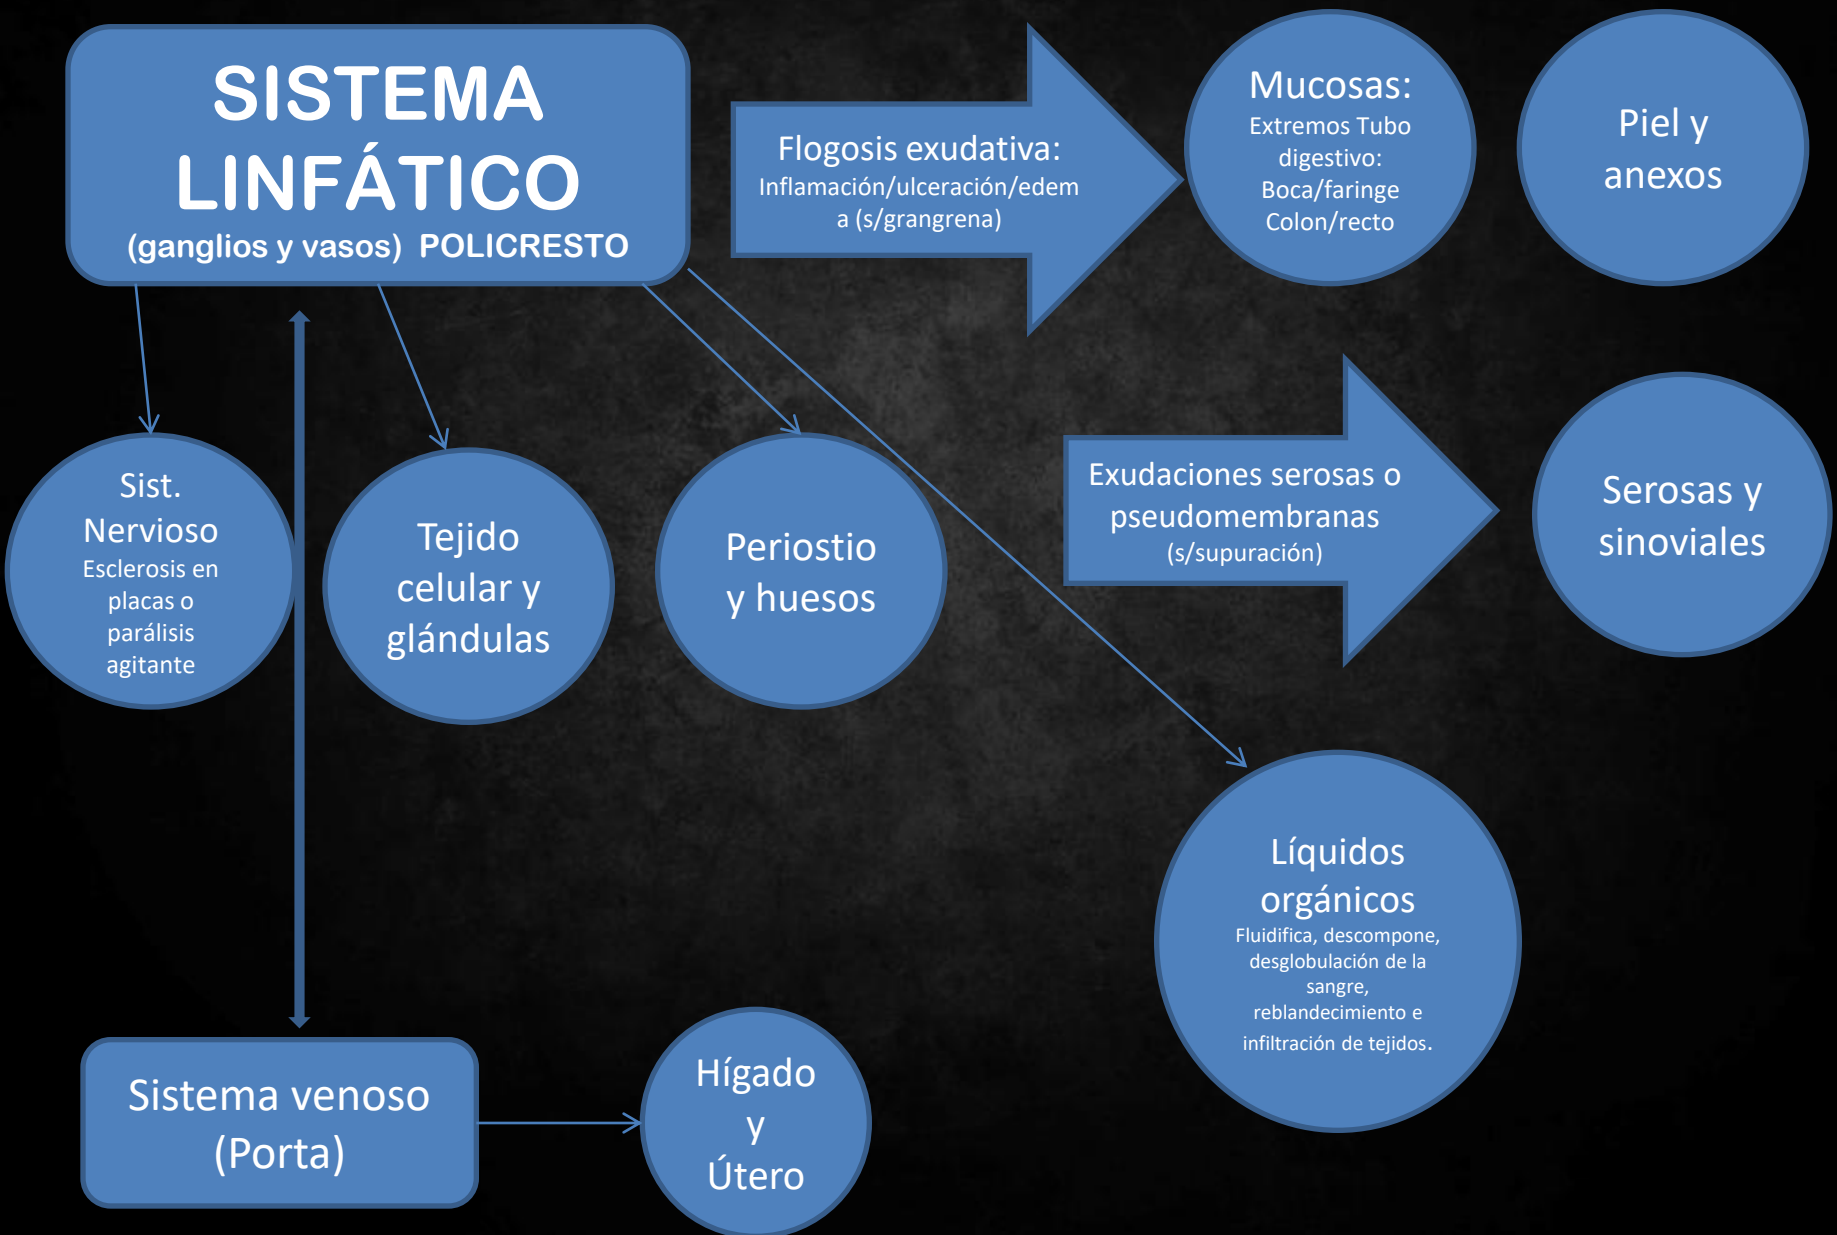 SISTEMA
LINFÁTICO
(ganglios y vasos) POLICRESTO
Flogosis exudativa:
Inflamación/ulceración/edem
a (s/grangrena)
Mucosas:
Extremos Tubo
digestivo:
Boca/faringe
Colon/recto
Piel y
anexos
Sist.
Nervioso
Esclerosis en
placas o
parálisis
agitante
Tejido
celular y
glándulas
Periostio
y huesos
Exudaciones serosas o
pseudomembranas
(s/supuración)
Serosas y
sinoviales
Líquidos
orgánicos
Fluidifica, descompone,
desglobulación de la
sangre,
reblandecimiento e
infiltración de tejidos.
Sistema venoso
(Porta)
Hígado
y
Útero